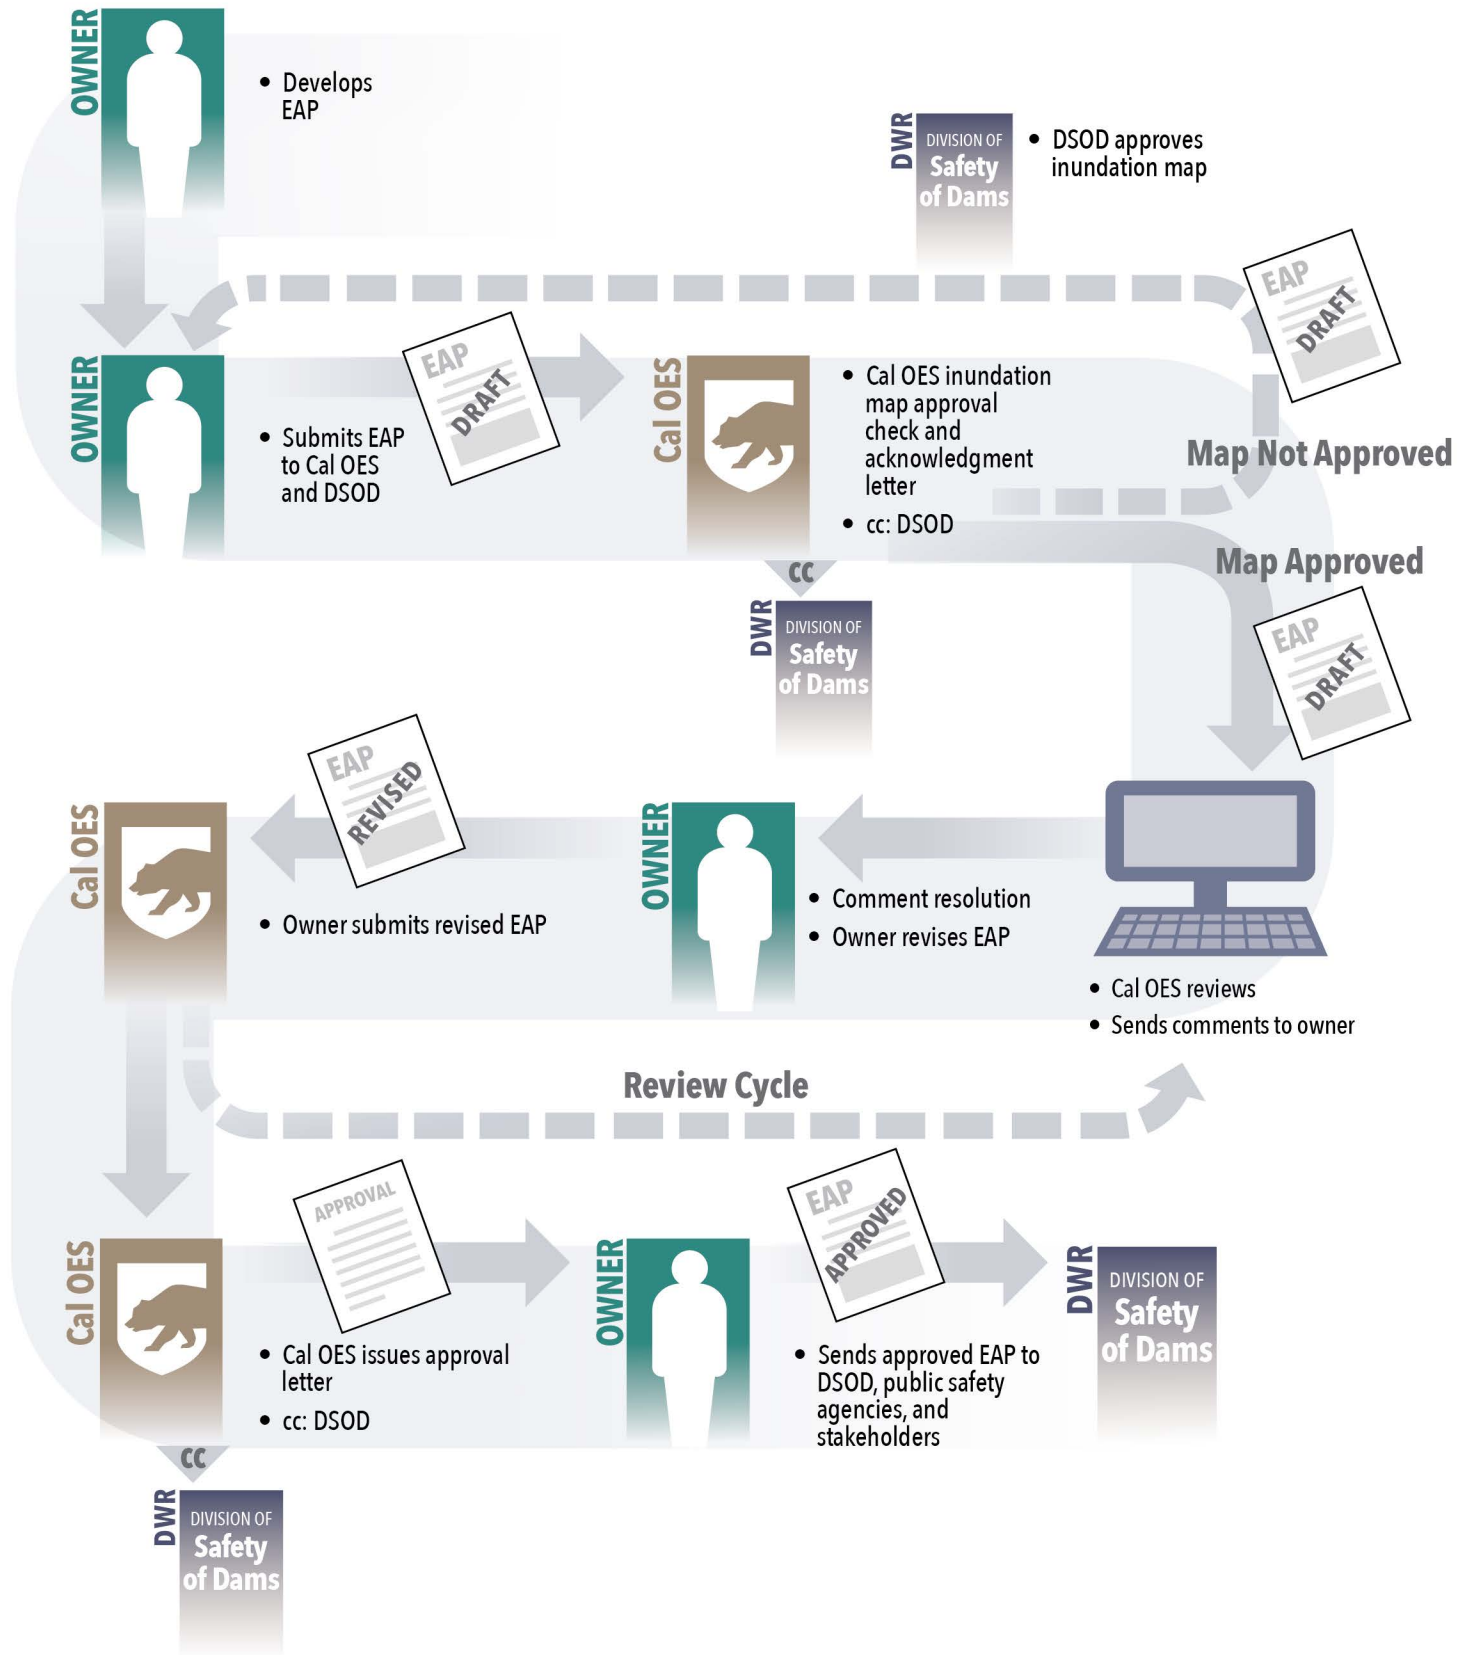 OWNER
• Develops
EAP
DWR
DIVISION OF
Safety
of Dams
• DSOD approves
inundation map
EAP
DRAFT
OWNER
• Submits EAP
to Cal OES
and DSOD
EAP
DRAFT
Cal OES
• Cal OES inundation
map approval
check and
acknowledgment
letter
• cc: DSOD
Map Not Approved
Map Approved
CC
DWR
DIVISION OF
Safety
of Dams
EAP
DRAFT
Cal OES
EAP
REVISED
• Owner submits revised EAP
OWNER
• Comment resolution
• Owner revises EAP
• Cal OES reviews
• Sends comments to owner
Review Cycle
Cal OES
APPROVAL
• Cal OES issues approval
letter
• cc: DSOD
OWNER
EAP
APPROVED
• Sends approved EAP to
DSOD, public safety
agencies, and
stakeholders
DWR
DIVISION OF
Safety
of Dams
CC
DWR
DIVISION OF
Safety
of Dams